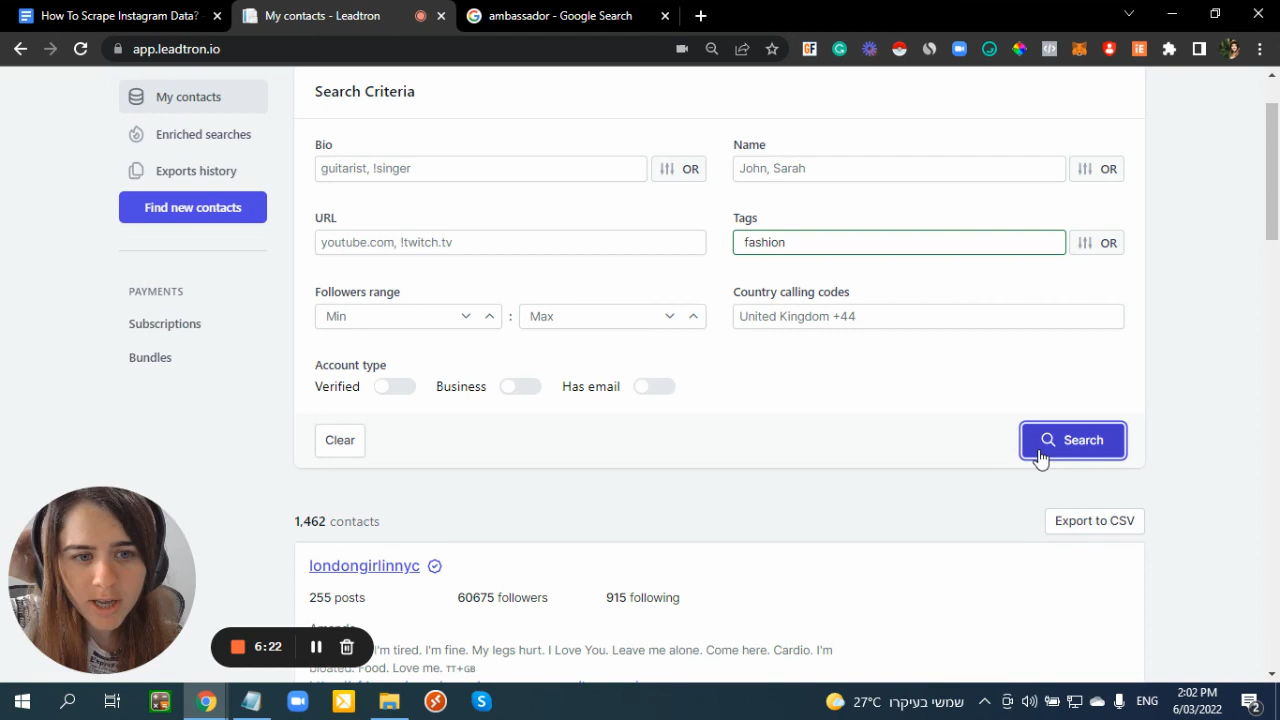 How To Scrape Instagram Data?
My contacts - Leadtron
ambassador - Google Search
app.leadtron.io
My contacts
Enriched searches
Exports history
Find new contacts
PAYMENTS
Subscriptions
Bundles
Search Criteria
Bio
guitarist, !singer
OR
Name
John, Sarah
OR
URL
youtube.com, !twitch.tv
Tags
fashion
OR
Followers range
Min
:
Max
Country calling codes
United Kingdom +44
Account type
Verified
Business
Has email
Clear
Search
1,462 contacts
Export to CSV
londongirlinnyc
255 posts
60675 followers
915 following
I'm tired. I'm fine. My legs hurt. I Love You. Leave me alone. Come here. Cardio. I'm
bloated. Food. Love me. TT+GB
6:22
27°C
שמשי בעיקרו
ENG
2:02 PM
6/03/2022
2